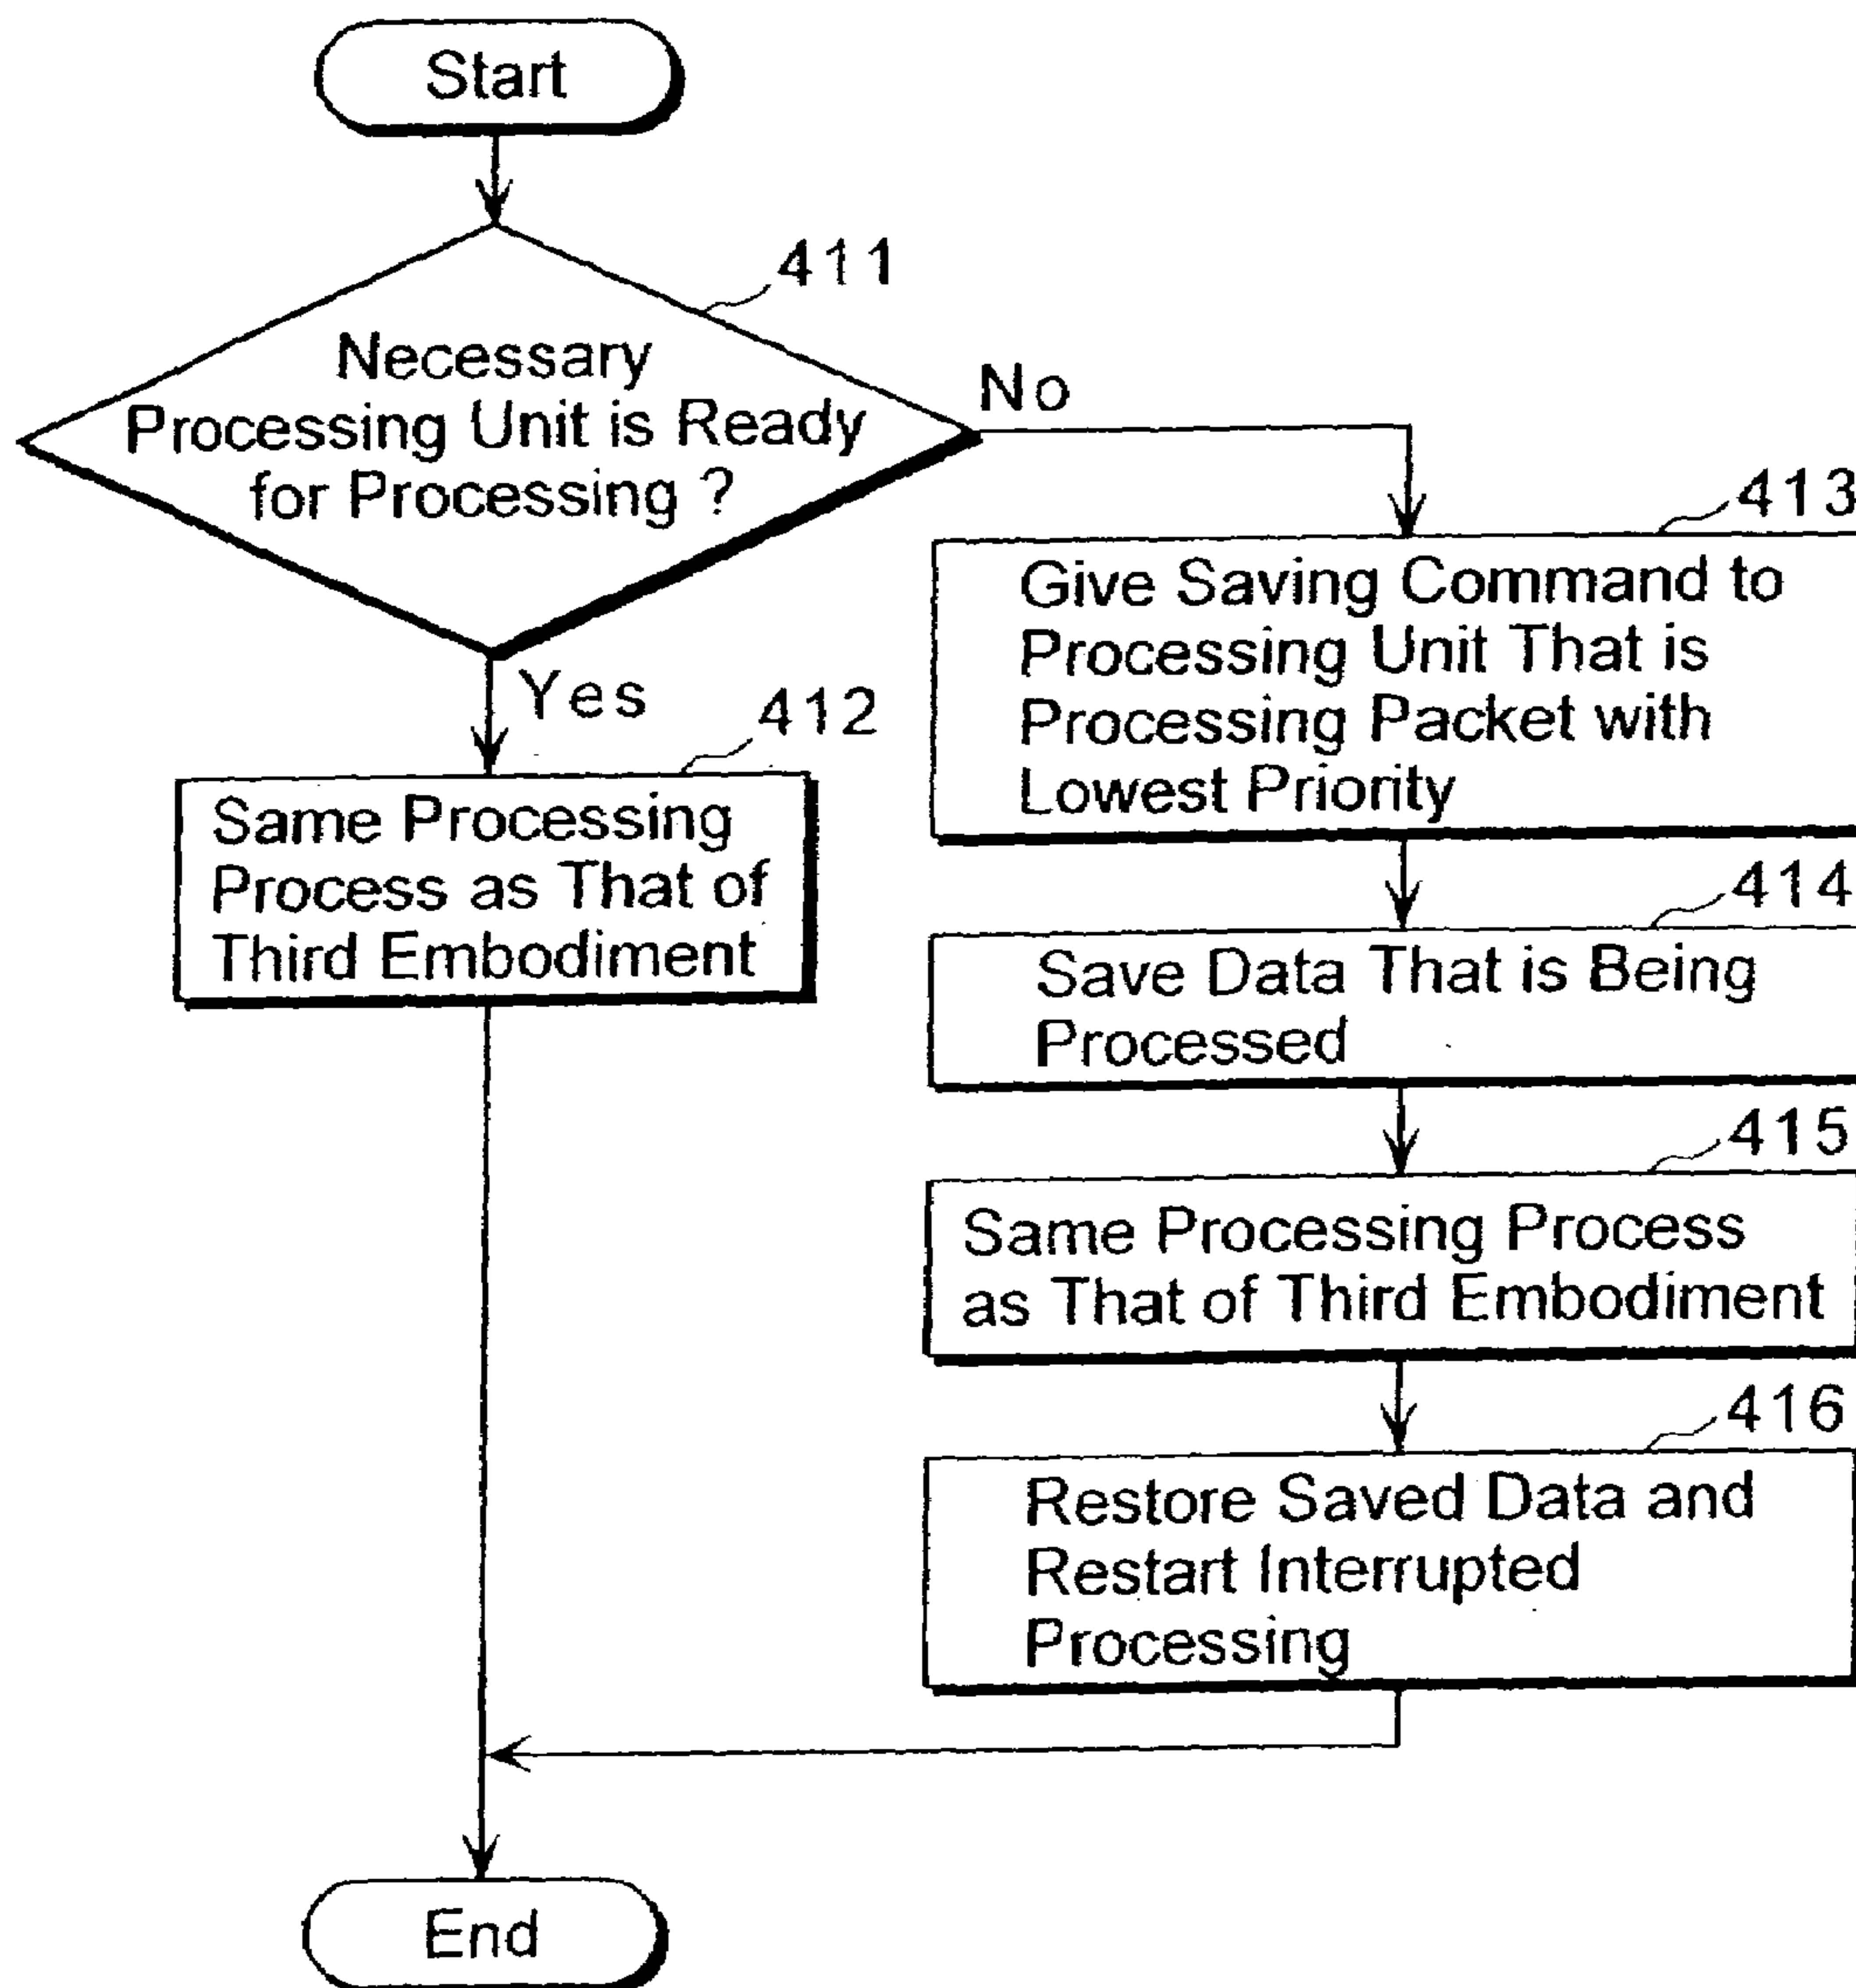 Start
411
Necessary
Processing Unit is Ready
for Processing ?
No
Yes
412
Same Processing
Process as That of
Third Embodiment
413
Give Saving Command to
Processing Unit That is
Processing Packet with
Lowest Priority
414
Save Data That is Being
Processed
415
Same Processing Process
as That of Third Embodiment
416
Restore Saved Data and
Restart Interrupted
Processing
End